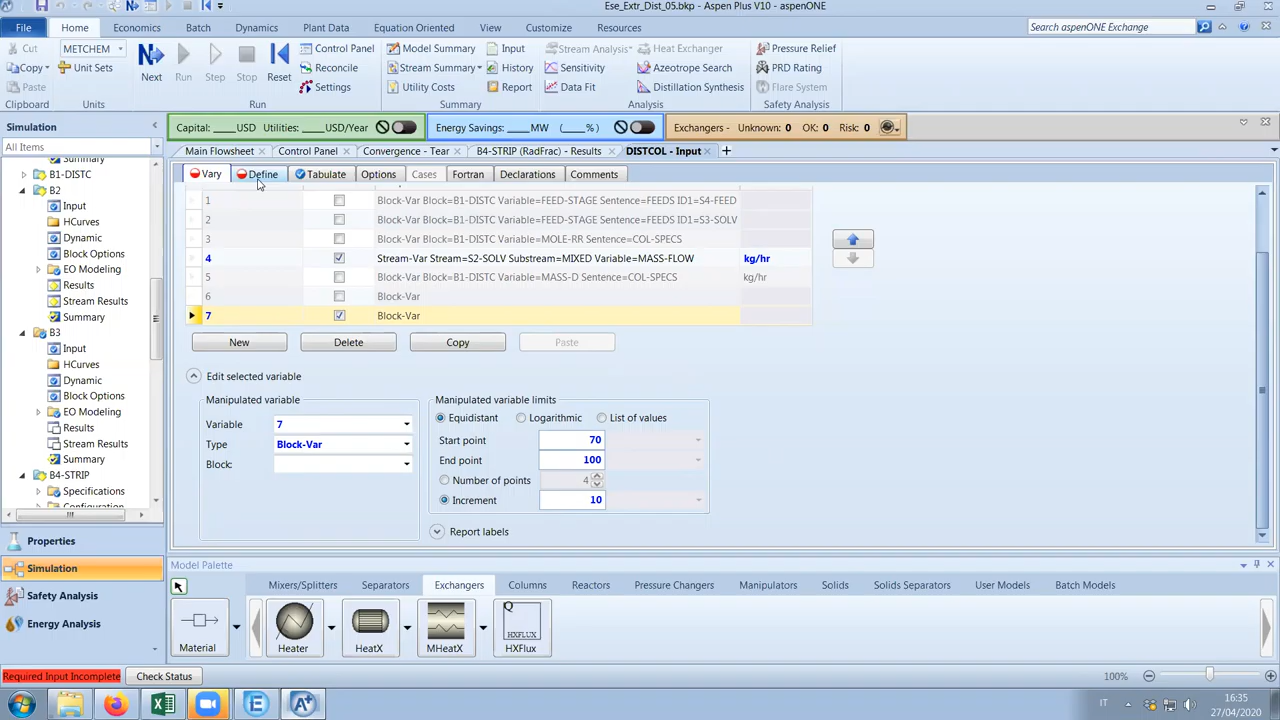 Ese_Extr_Dist_05.bkp - Aspen Plus V10 - aspenONE
File Home Economics Batch Dynamics Plant Data Equation Oriented View Customize Resources Search aspenONE Exchange
Cut METCHEM Model Summary Input Stream Analysis Heat Exchanger Pressure Relief
Copy Unit Sets Next Run Step Stop Reset Control Panel Reconcile Settings Stream Summary History Sensitivity Azeotrope Search PRD Rating
Paste Utility Costs Report Data Fit Distillation Synthesis Flare System
Clipboard Units Run Summary Analysis Safety Analysis
Simulation Capital: ____USD Utilities: ____USD/Year Energy Savings: ____MW (____%) Exchangers - Unknown: 0 OK: 0 Risk: 0
All Items Main Flowsheet Control Panel Convergence - Tear B4-STRIP (RadFrac) - Results DISTCOL - Input
Summary
B1-DISTC
B2
Input
HCurves
Dynamic
Block Options
EO Modeling
Results
Stream Results
Summary
B3
Input
HCurves
Dynamic
Block Options
EO Modeling
Results
Stream Results
Summary
B4-STRIP
Specifications
Configuration
Properties
Simulation
Safety Analysis
Energy Analysis
Vary Define Tabulate Options Cases Fortran Declarations Comments
1 Block-Var Block=B1-DISTC Variable=FEED-STAGE Sentence=FEEDS ID1=S4-FEED
2 Block-Var Block=B1-DISTC Variable=FEED-STAGE Sentence=FEEDS ID1=S3-SOLV
3 Block-Var Block=B1-DISTC Variable=MOLE-RR Sentence=COL-SPECS
4 Stream-Var Stream=S2-SOLV Substream=MIXED Variable=MASS-FLOW kg/hr
5 Block-Var Block=B1-DISTC Variable=MASS-D Sentence=COL-SPECS kg/hr
6 Block-Var
7 Block-Var
New Delete Copy Paste
Edit selected variable
Manipulated variable
Variable 7
Type Block-Var
Block:
Manipulated variable limits
Equidistant Logarithmic List of values
Start point 70
End point 100
Number of points 4
Increment 10
Report labels
Model Palette
Mixers/Splitters Separators Exchangers Columns Reactors Pressure Changers Manipulators Solids Solids Separators User Models Batch Models
Q
HXFLUX
Material Heater HeatX MHeatX HXFlux
Required Input Incomplete Check Status 100%
IT 16:35
27/04/2020